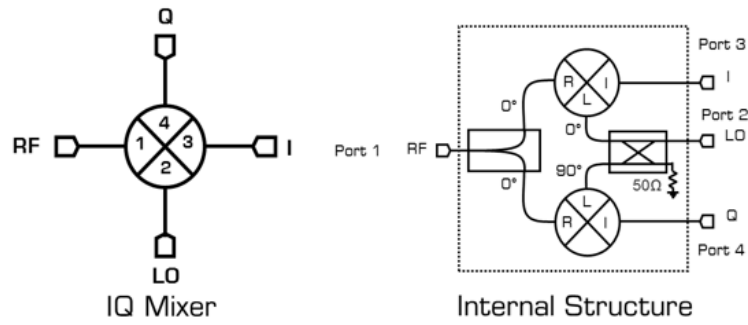 Q
RF
4
1
3
2
I
LO
IQ Mixer
Port 3
R
I
L
I
0°
Port 2
0°
LO
Port 1
RF
90°
50Ω
0°
L
R
I
Q
Port 4
Internal Structure